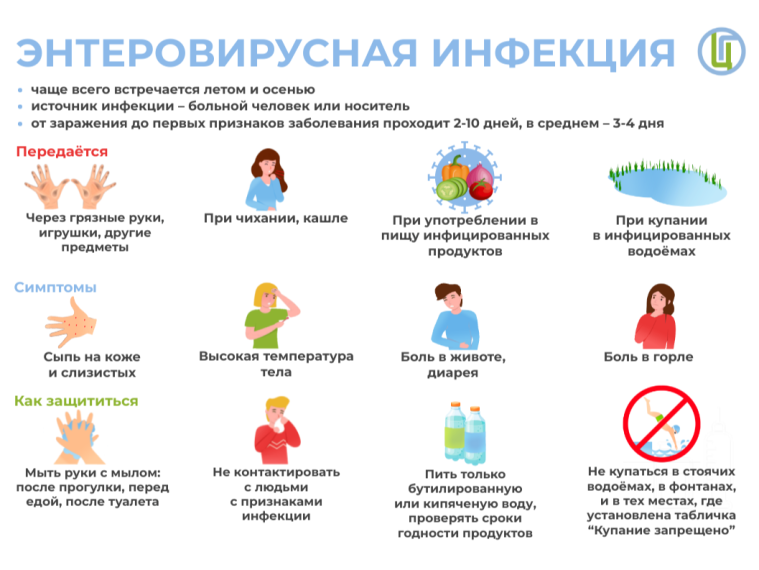 ЭНТЕРОВИРУСНАЯ ИНФЕКЦИЯ
ГЦ
• чаще всего встречается летом и осенью
• источник инфекции – больной человек или носитель
• от заражения до первых признаков заболевания проходит 2-10 дней, в среднем – 3-4 дня
Передаётся
Через грязные руки,
игрушки, другие
предметы
При чихании, кашле
При употреблении в
пищу инфицированных
продуктов
При купании
в инфицированных
водоёмах
Симптомы
Сыпь на коже
и слизистых
Высокая температура
тела
Боль в животе,
диарея
Боль в горле
Как защититься
Мыть руки с мылом:
после прогулки, перед
едой, после туалета
Не контактировать
с людьми
с признаками
инфекции
Пить только
бутилированную
или кипяченую воду,
проверять сроки
годности продуктов
Не купаться в стоячих
водоёмах, в фонтанах,
и в тех местах, где
установлена табличка
“Купание запрещено”